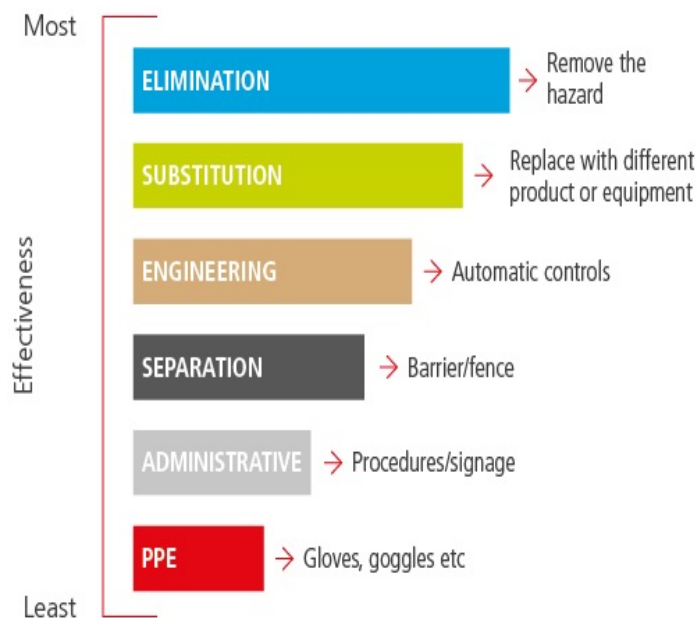 Most
ELIMINATION
Remove the
hazard
SUBSTITUTION
Replace with different
product or equipment
ENGINEERING
Automatic controls
Effectiveness
SEPARATION
Barrier/fence
ADMINISTRATIVE
Procedures/signage
PPE
Gloves, goggles etc
Least